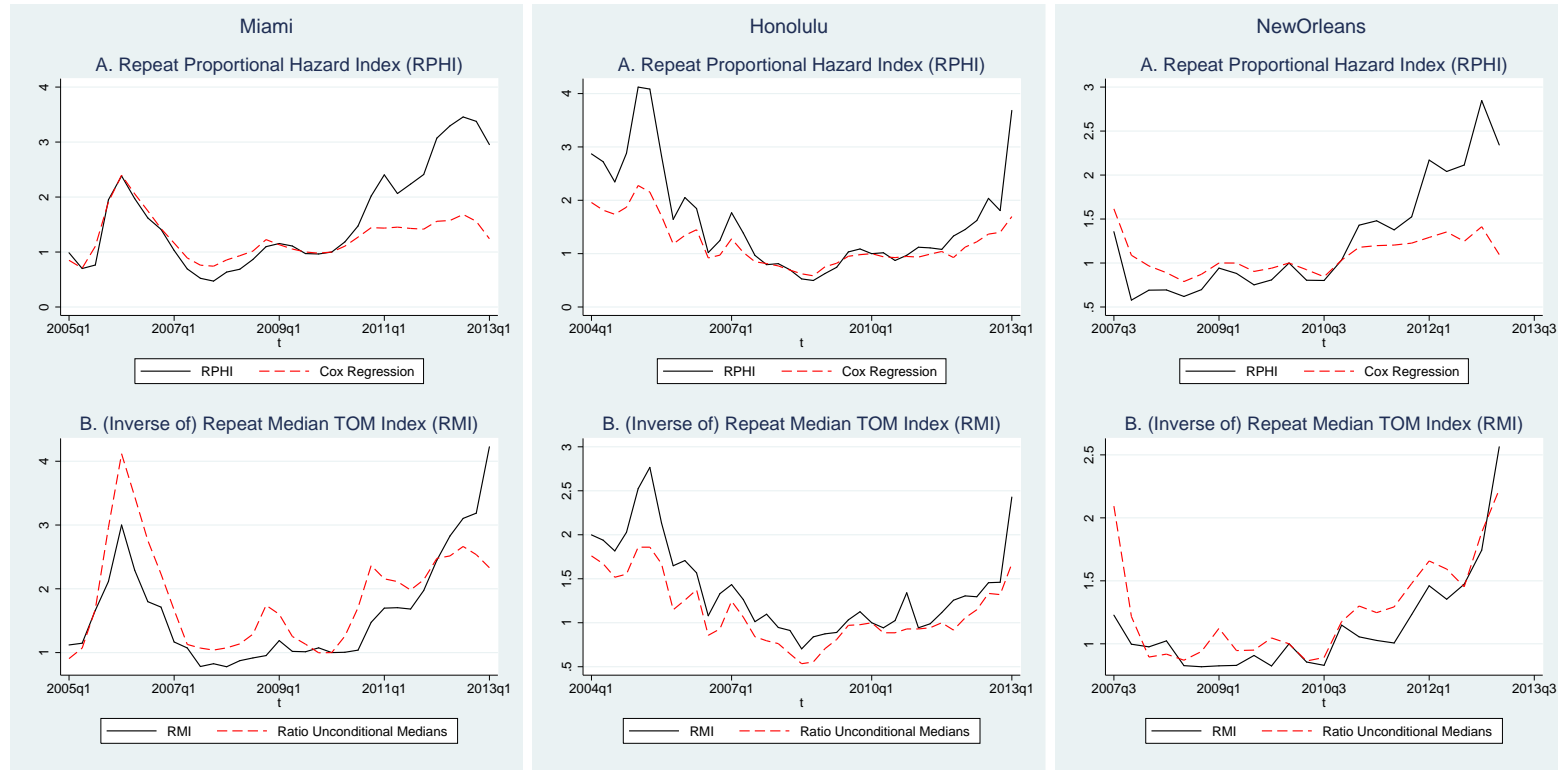 Miami
A. Repeat Proportional Hazard Index (RPHI)
4
3
2
1
0
2005q1 2007q1 2009q1 2011q1 2013q1
t
RPHI Cox Regression
B. (Inverse of) Repeat Median TOM Index (RMI)
4
3
2
1
2005q1 2007q1 2009q1 2011q1 2013q1
t
RMI Ratio Unconditional Medians
Honolulu
A. Repeat Proportional Hazard Index (RPHI)
4
3
2
1
0
2004q1 2007q1 2010q1 2013q1
t
RPHI Cox Regression
B. (Inverse of) Repeat Median TOM Index (RMI)
3
2.5
2
1.5
1
.5
2004q1 2007q1 2010q1 2013q1
t
RMI Ratio Unconditional Medians
NewOrleans
A. Repeat Proportional Hazard Index (RPHI)
3
2.5
2
1.5
1
.5
2007q3 2009q1 2010q3 2012q1 2013q3
t
RPHI Cox Regression
B. (Inverse of) Repeat Median TOM Index (RMI)
2.5
2
1.5
1
2007q3 2009q1 2010q3 2012q1 2013q3
t
RMI Ratio Unconditional Medians